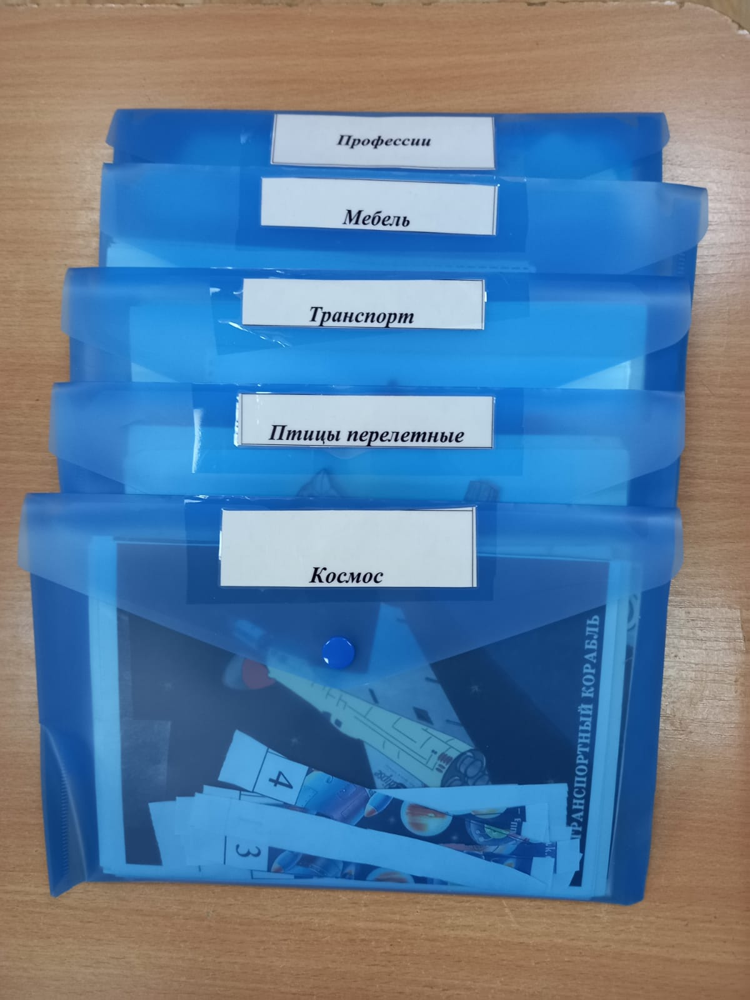 Профессии
Мебель
Транспорт
Птицы перелетные
Космос
ТРАНСПОРТНЫЙ КОРАБЛЬ
4
3